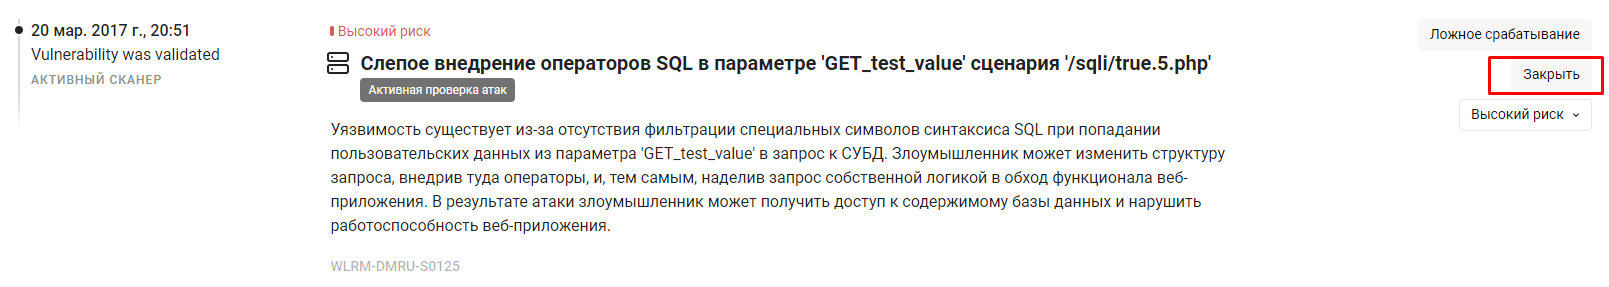 20 мар. 2017 г., 20:51
Vulnerability was validated
АКТИВНЫЙ СКАНЕР
Высокий риск
Слепое внедрение операторов SQL в параметре 'GET_test_value' сценария '/sqli/true.5.php'
Активная проверка атак
Уязвимость существует из-за отсутствия фильтрации специальных символов синтаксиса SQL при попадании
пользовательских данных из параметра 'GET_test_value' в запрос к СУБД. Злоумышленник может изменить структуру
запроса, внедрив туда операторы, и, тем самым, наделив запрос собственной логикой в обход функционала веб-
приложения. В результате атаки злоумышленник может получить доступ к содержимому базы данных и нарушить
работоспособность веб-приложения.
WLRM-DMRU-S0125
Ложное срабатывание
Закрыть
Высокий риск